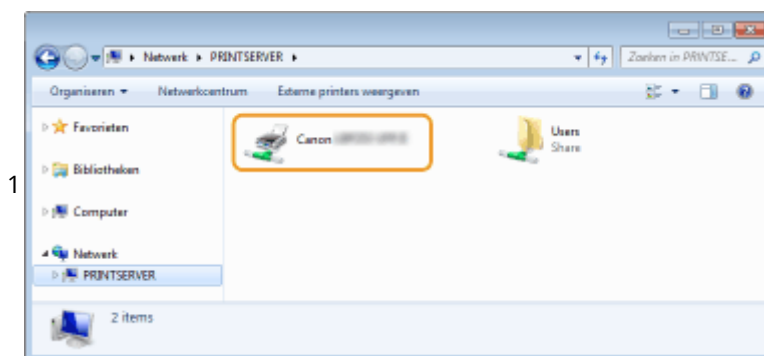 Netwerk ▸ PRINTSERVER ▸ Zoeken in PRINTSE...
Organiseren Netwerkcentrum Externe printers weergeven
Favorieten
Canon
Users
Share
Bibliotheken
1
Computer
Netwerk
PRINTSERVER
2 items